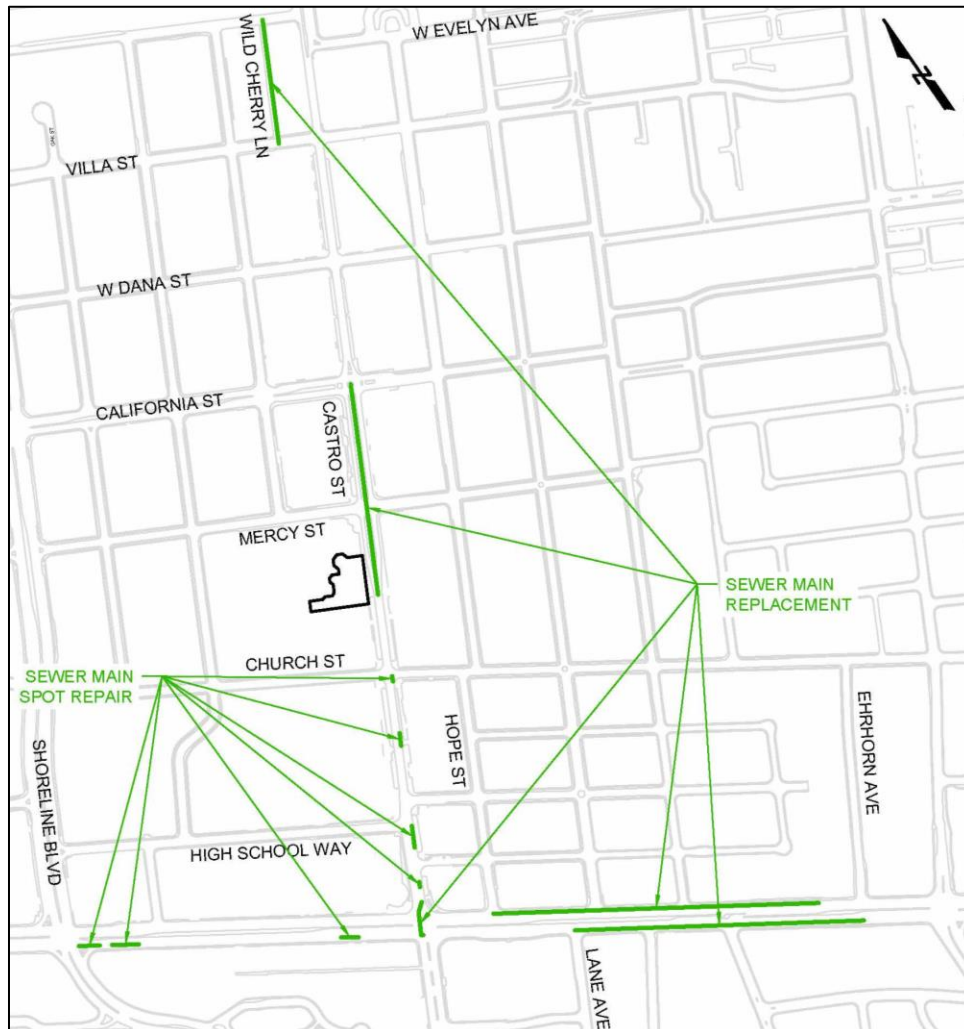 W EVELYN AVE
WILD CHERRY LN
VILLA ST
W DANA ST
CALIFORNIA ST
CASTRO ST
MERCY ST
SEWER MAIN
REPLACEMENT
CHURCH ST
SEWER MAIN
SPOT REPAIR
HOPE ST
EHRHORN AVE
SHORELINE BLVD
HIGH SCHOOL WAY
LANE AVE